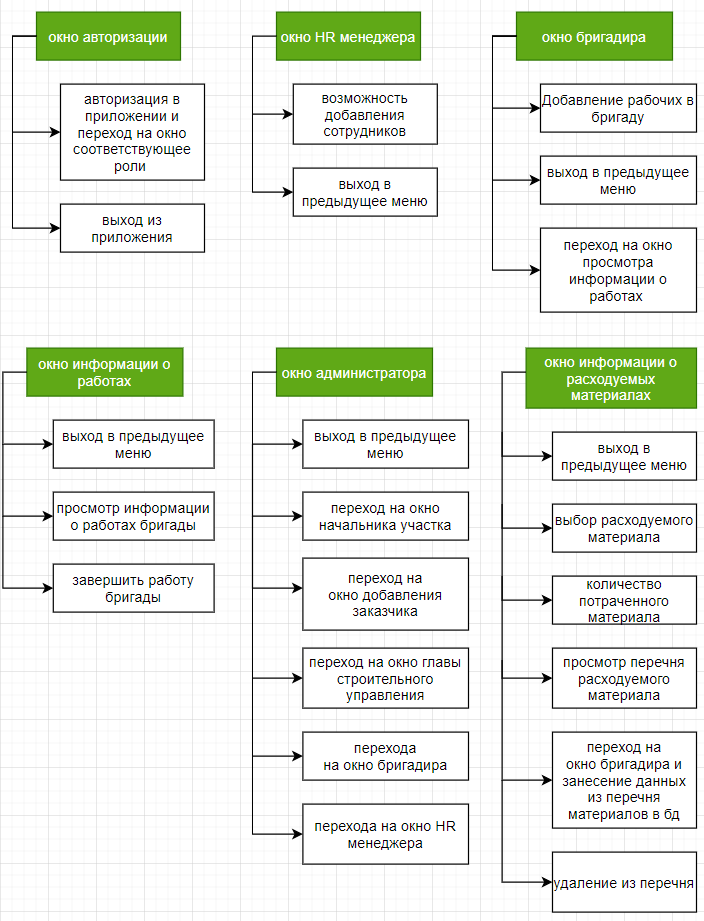 окно авторизации
авторизация в
приложении и
переход на окно
соответствующее
роли
выход из
приложения
окно HR менеджера
возможность
добавления
сотрудников
выход в
предыдущее меню
окно бригадира
Добавление рабочих в
бригаду
выход в предыдущее
меню
переход на окно
просмотра
информации о
работах
окно информации о
работах
выход в предыдущее
меню
просмотр информации
о работах бригады
завершить работу
бригады
окно администратора
выход в предыдущее
меню
переход на окно
начальника участка
переход на
окно добавления
заказчика
переход на окно главы
строительного
управления
перехода
на окно бригадира
перехода на окно HR
менеджера
окно информации о
расходуемых
материалах
выход в
предыдущее меню
выбор расходуемого
материала
количество
потраченного
материала
просмотр перечня
расходуемого
материала
переход на
окно бригадира и
занесение данных
из перечня
материалов в бд
удаление из перечня